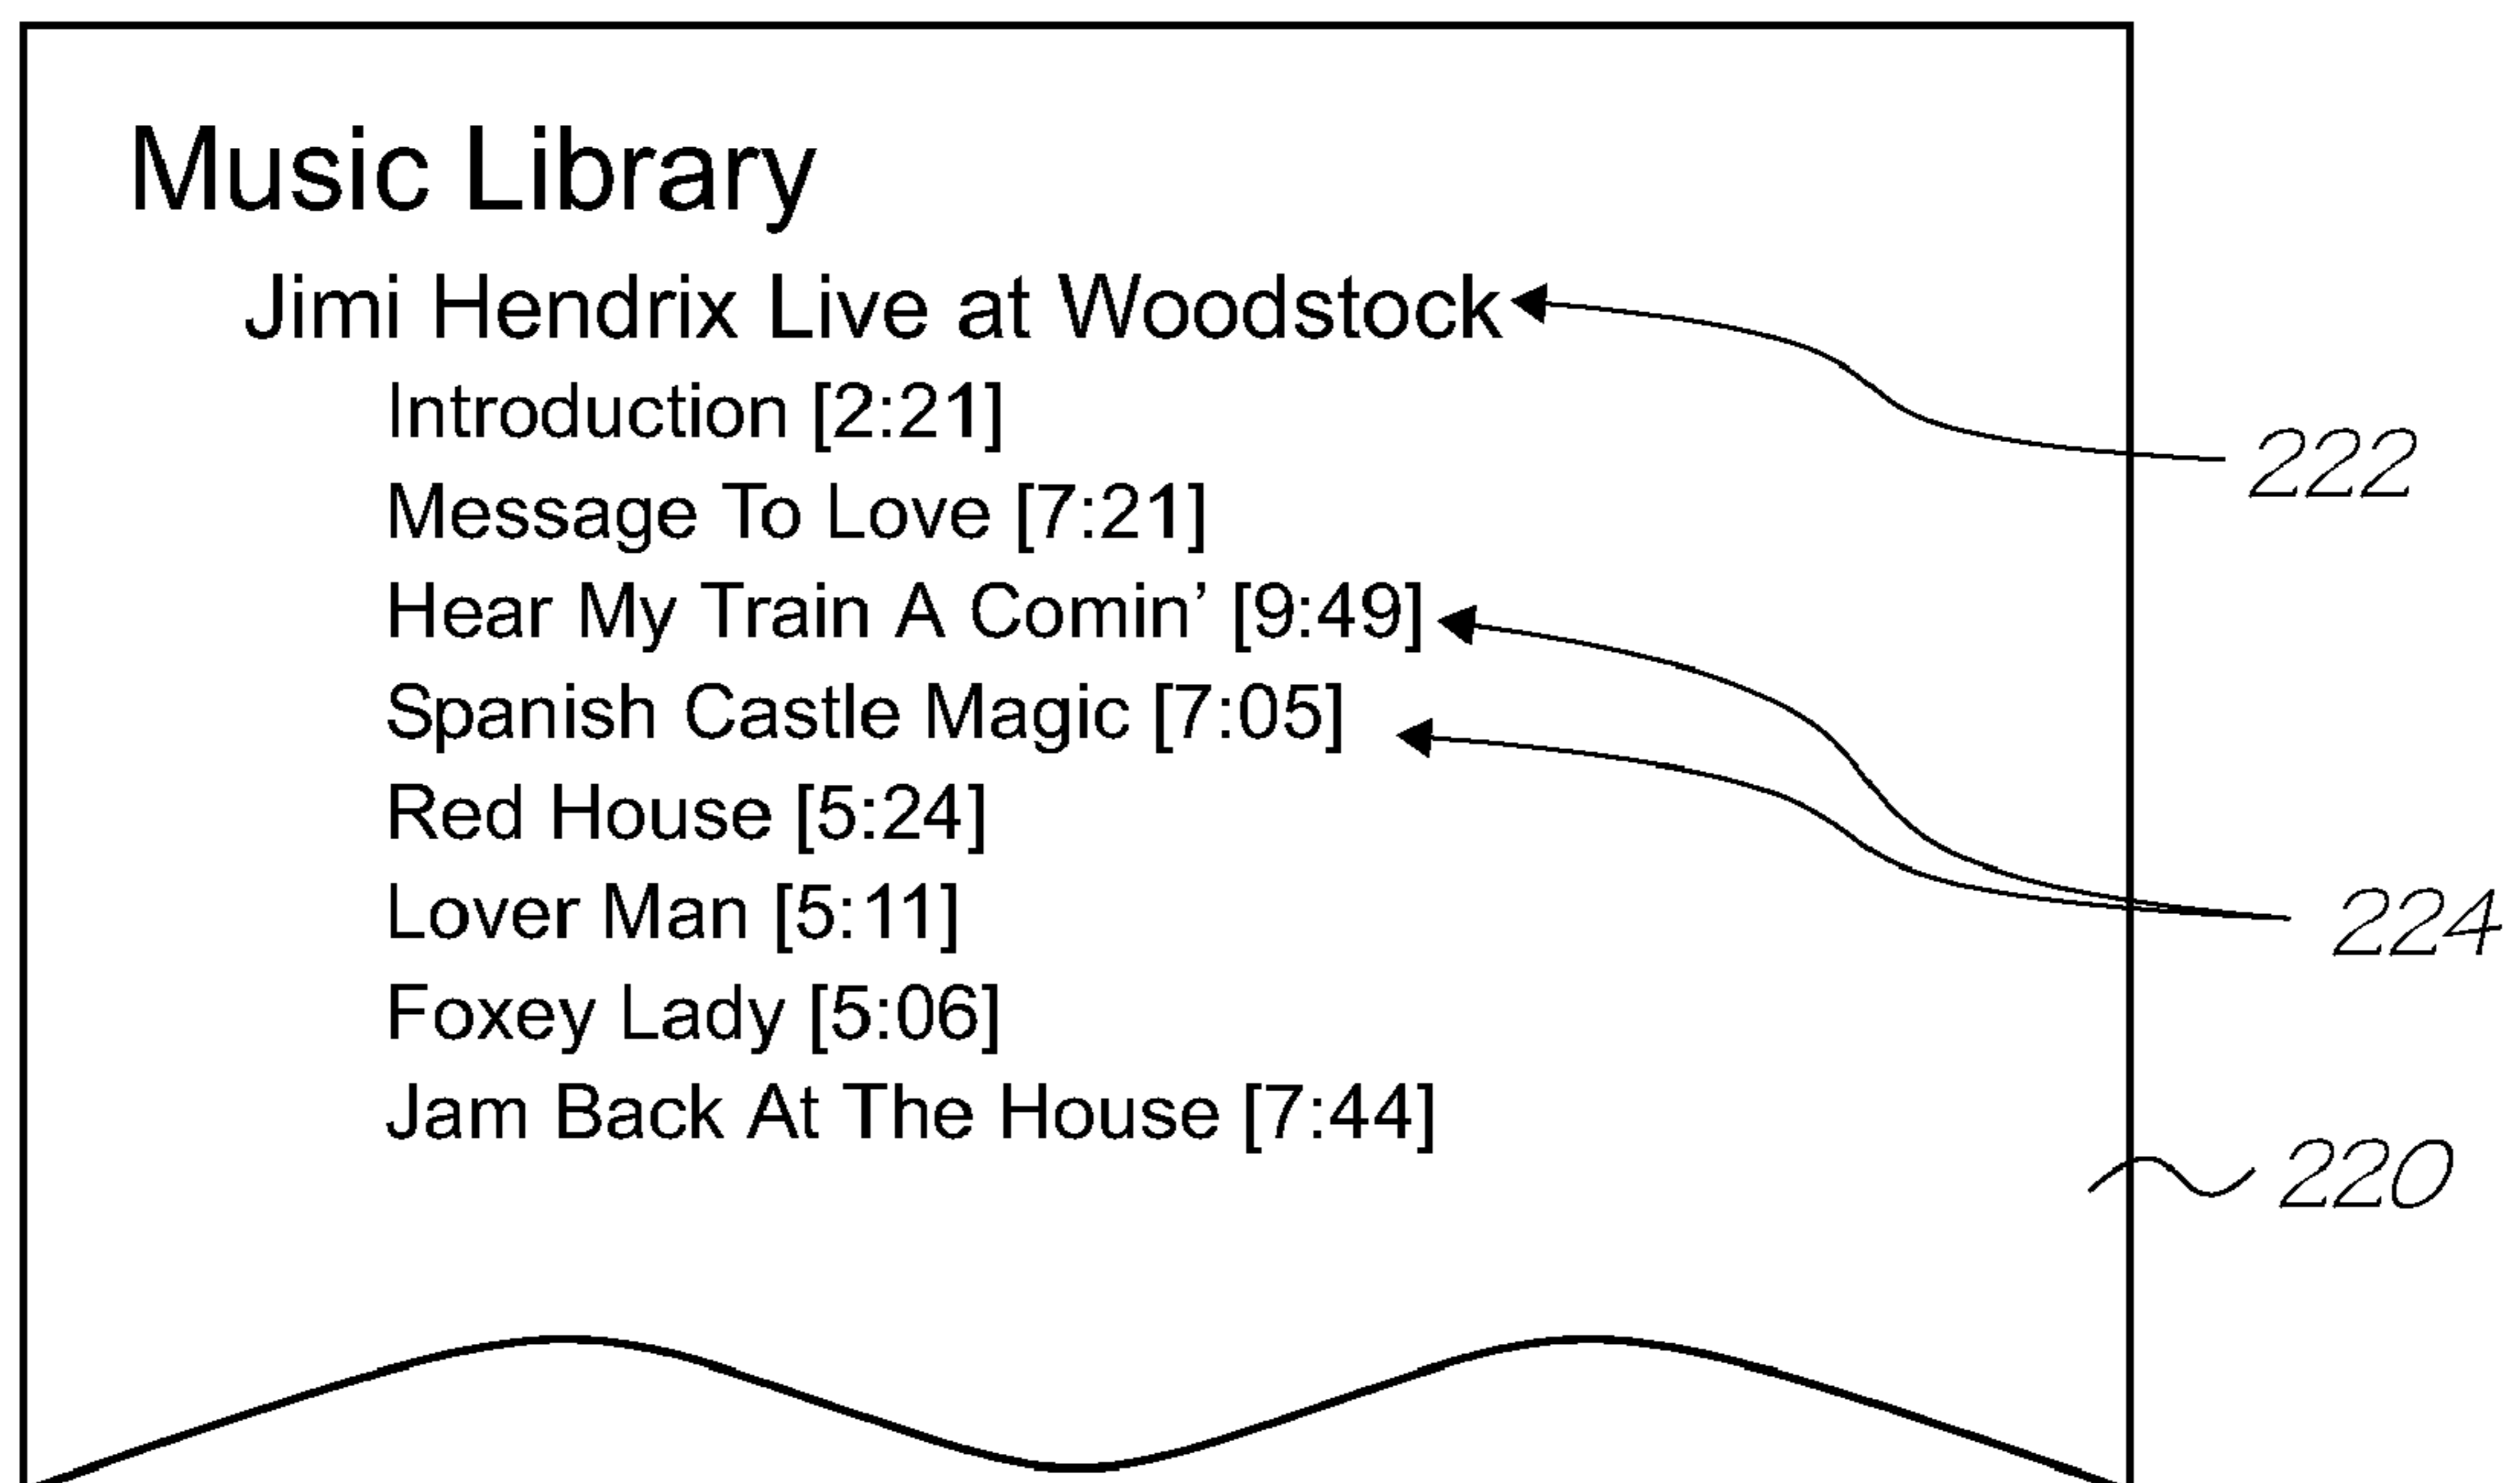 Music Library
Jimi Hendrix Live at Woodstock
Introduction [2:21]
222
Message To Love [7:21]
Hear My Train A Comin’ [9:49]
Spanish Castle Magic [7:05]
Red House [5:24]
Lover Man [5:11]
224
Foxey Lady [5:06]
Jam Back At The House [7:44]
220